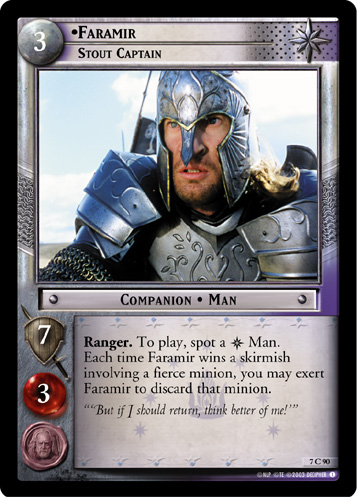 3
•Faramir
Stout Captain
Companion • Man
7
3
Ranger. To play, spot a Man.
Each time Faramir wins a skirmish
involving a fierce minion, you may exert
Faramir to discard that minion.
“‘But if I should return, think better of me!’”
7 C 90